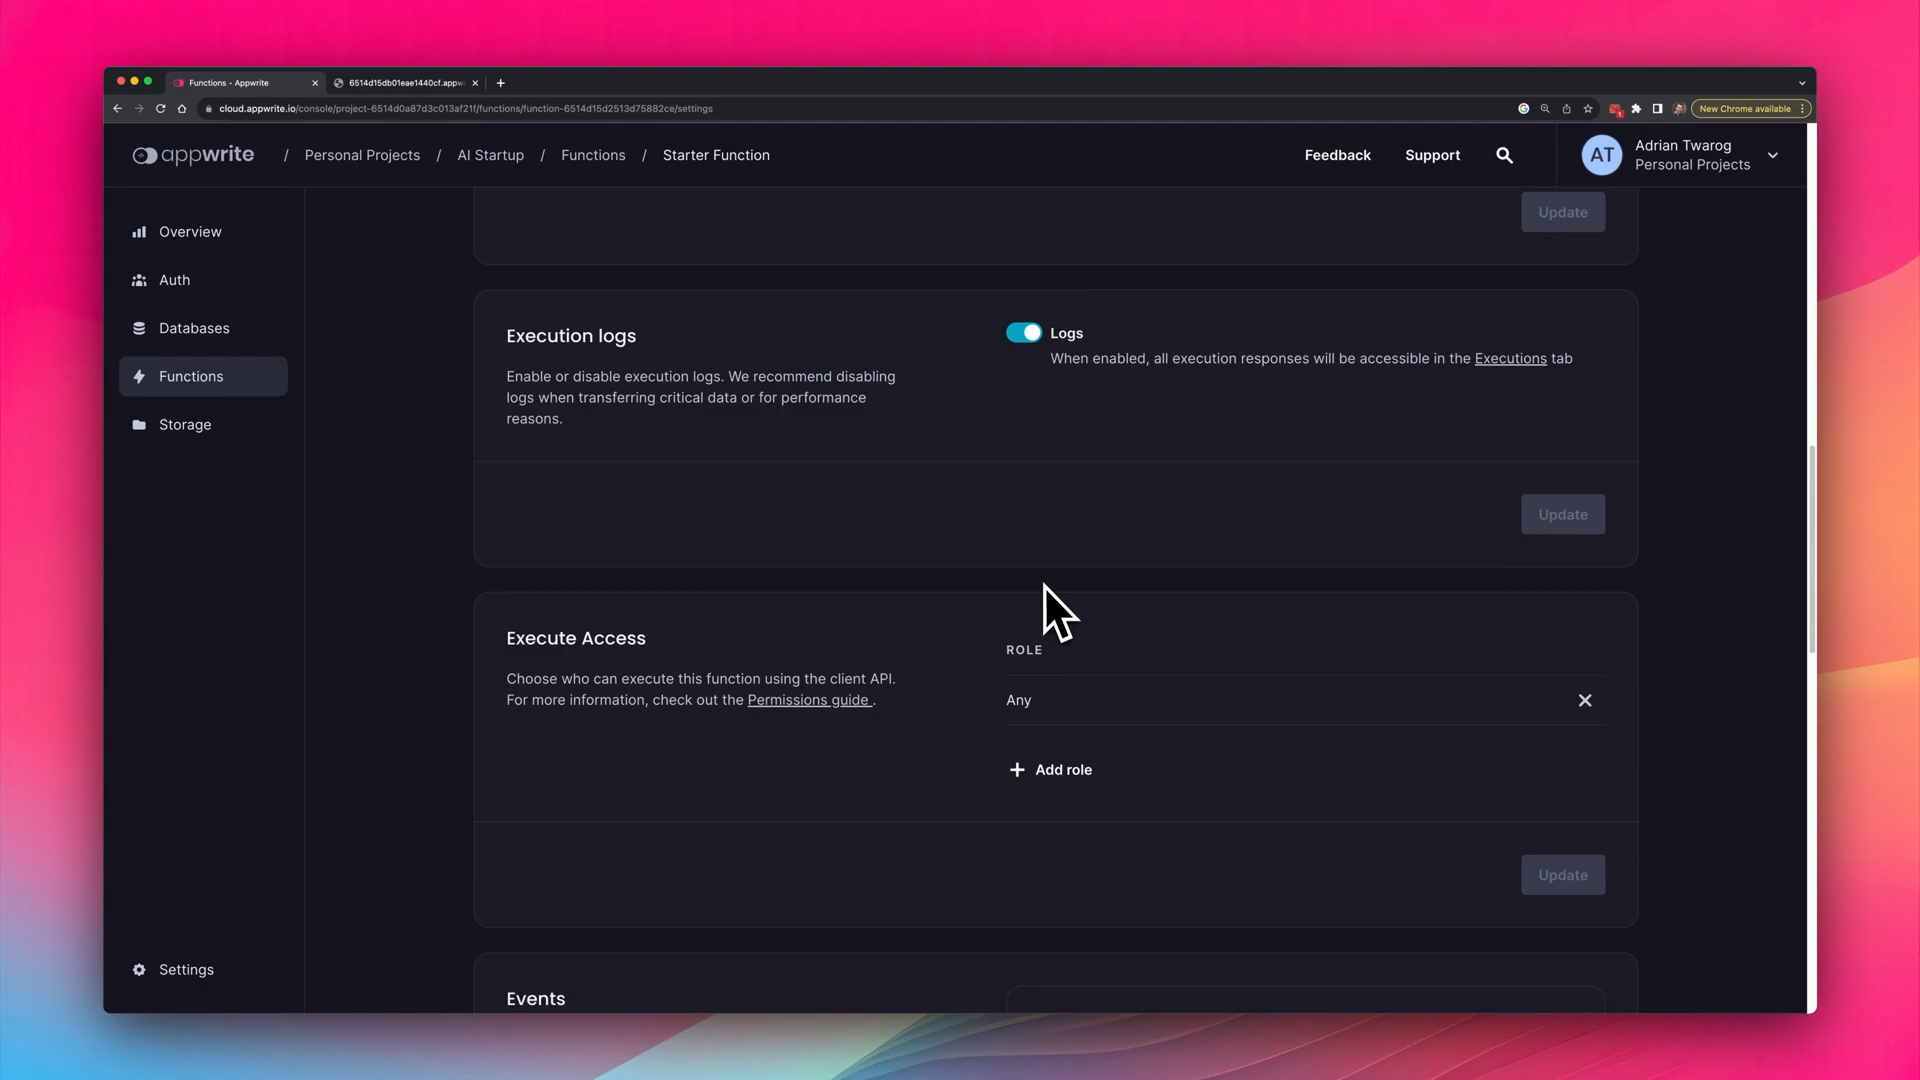 Functions - Appwrite
6514d15db01eae1440cf.appw
cloud.appwrite.io/console/project-6514d0a87d3c013af21f/functions/function-6514d15d2513d75882ce/settings
New Chrome available
appwrite / Personal Projects / AI Startup / Functions / Starter Function
Feedback
Support
AT
Adrian Twarog
Personal Projects
Overview
Auth
Databases
Functions
Storage
Settings
Update
Execution logs
Enable or disable execution logs. We recommend disabling
logs when transferring critical data or for performance
reasons.
Logs
When enabled, all execution responses will be accessible in the Executions tab
Update
Execute Access
Choose who can execute this function using the client API.
For more information, check out the Permissions guide .
ROLE
Any
Add role
Update
Events